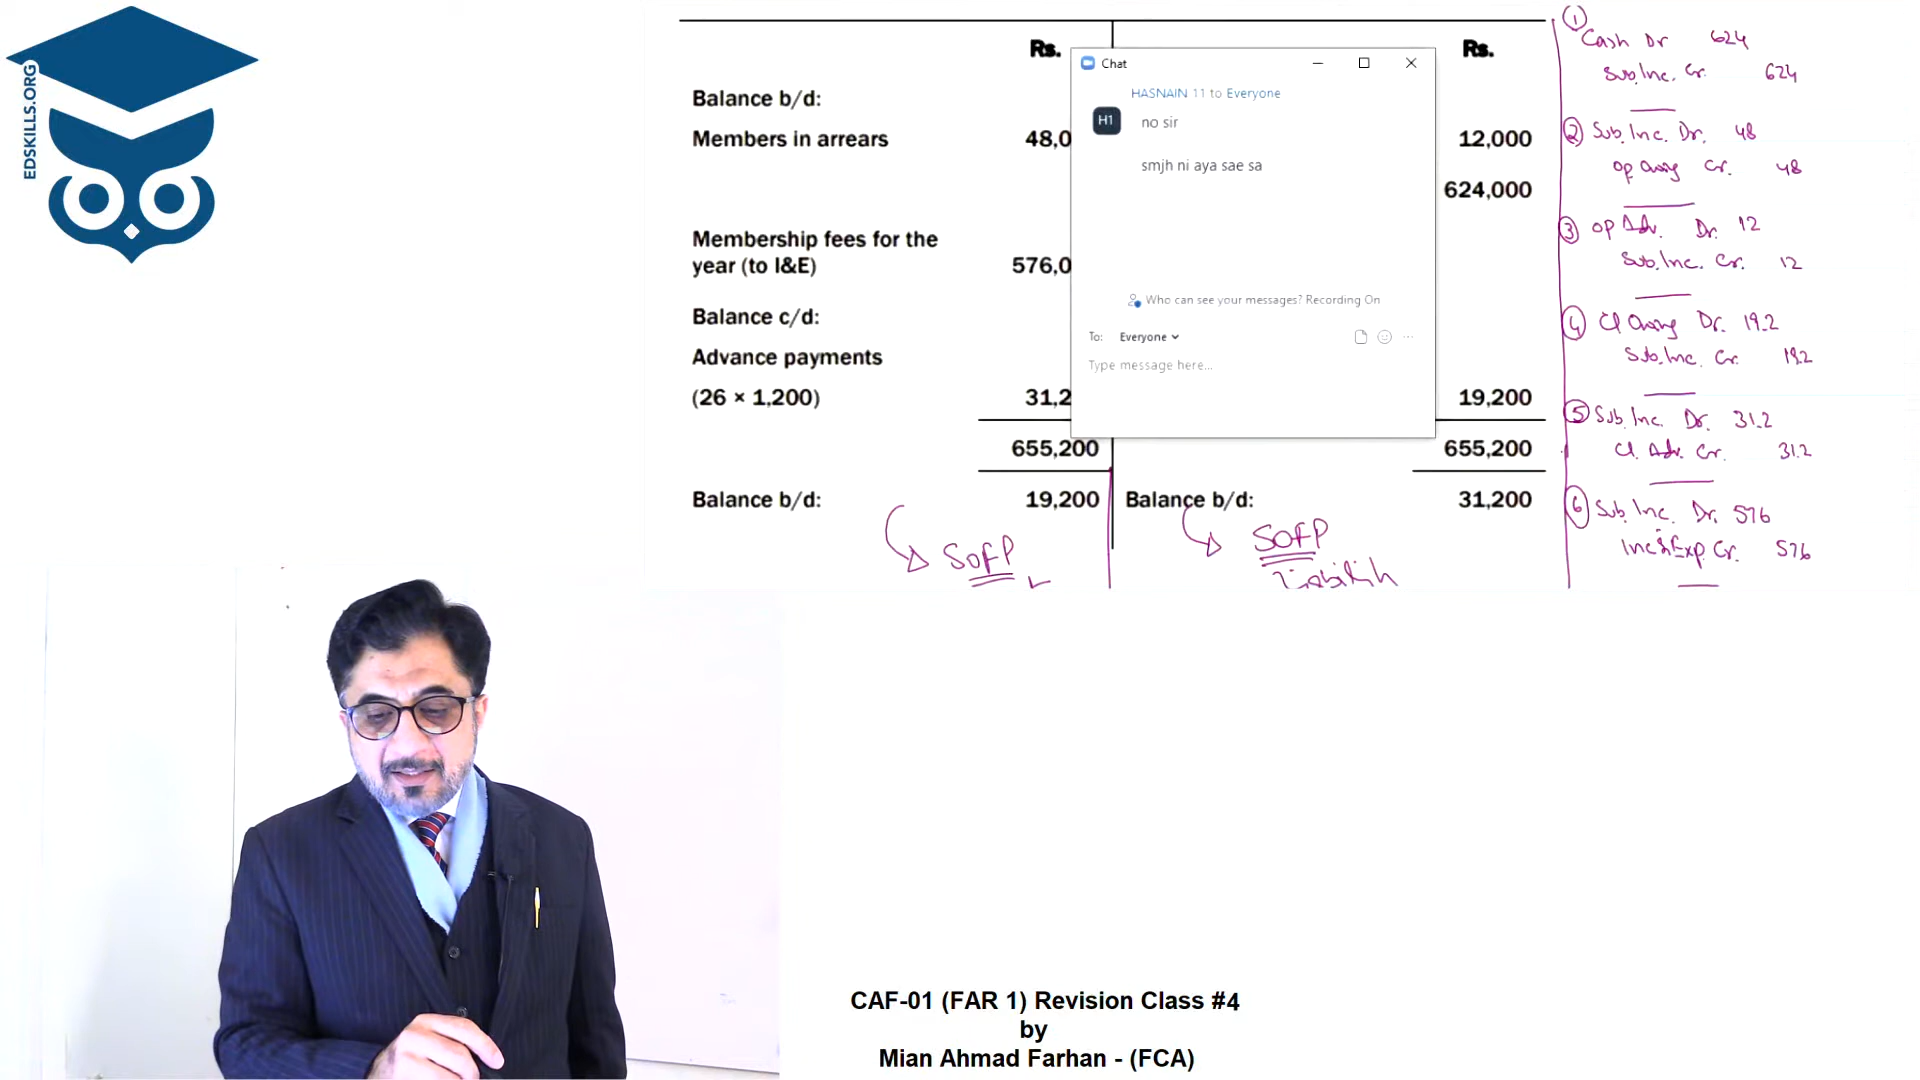 EDSKILLS.ORG
Rs.
Rs.
Balance b/d:
Members in arrears 48,0
12,000
624,000
Membership fees for the
year (to I&E) 576,0
Balance c/d:
Advance payments
(26 × 1,200) 31,2
19,200
655,200
655,200
Balance b/d: 19,200
Balance b/d: 31,200
SOFP
SOFP
Chat
HASNAIN 11 to Everyone
H1
no sir
smjh ni aya sae sa
Who can see your messages? Recording On
To: Everyone
Type message here...
1
Cash Dr 624
Sub.Inc. Cr. 624
2 Sub.Inc. Dr. 48
op Owing Cr. 48
3 op Adv. Dr. 12
Sub.Inc. Cr. 12
4 Cl Owing Dr. 19.2
Sub.Inc. Cr. 19.2
5 Sub.Inc. Dr. 31.2
Cl. Adv. Cr. 31.2
6 Sub.Inc. Dr. 576
Inc&Exp. Cr. 576
CAF-01 (FAR 1) Revision Class #4
by
Mian Ahmad Farhan - (FCA)